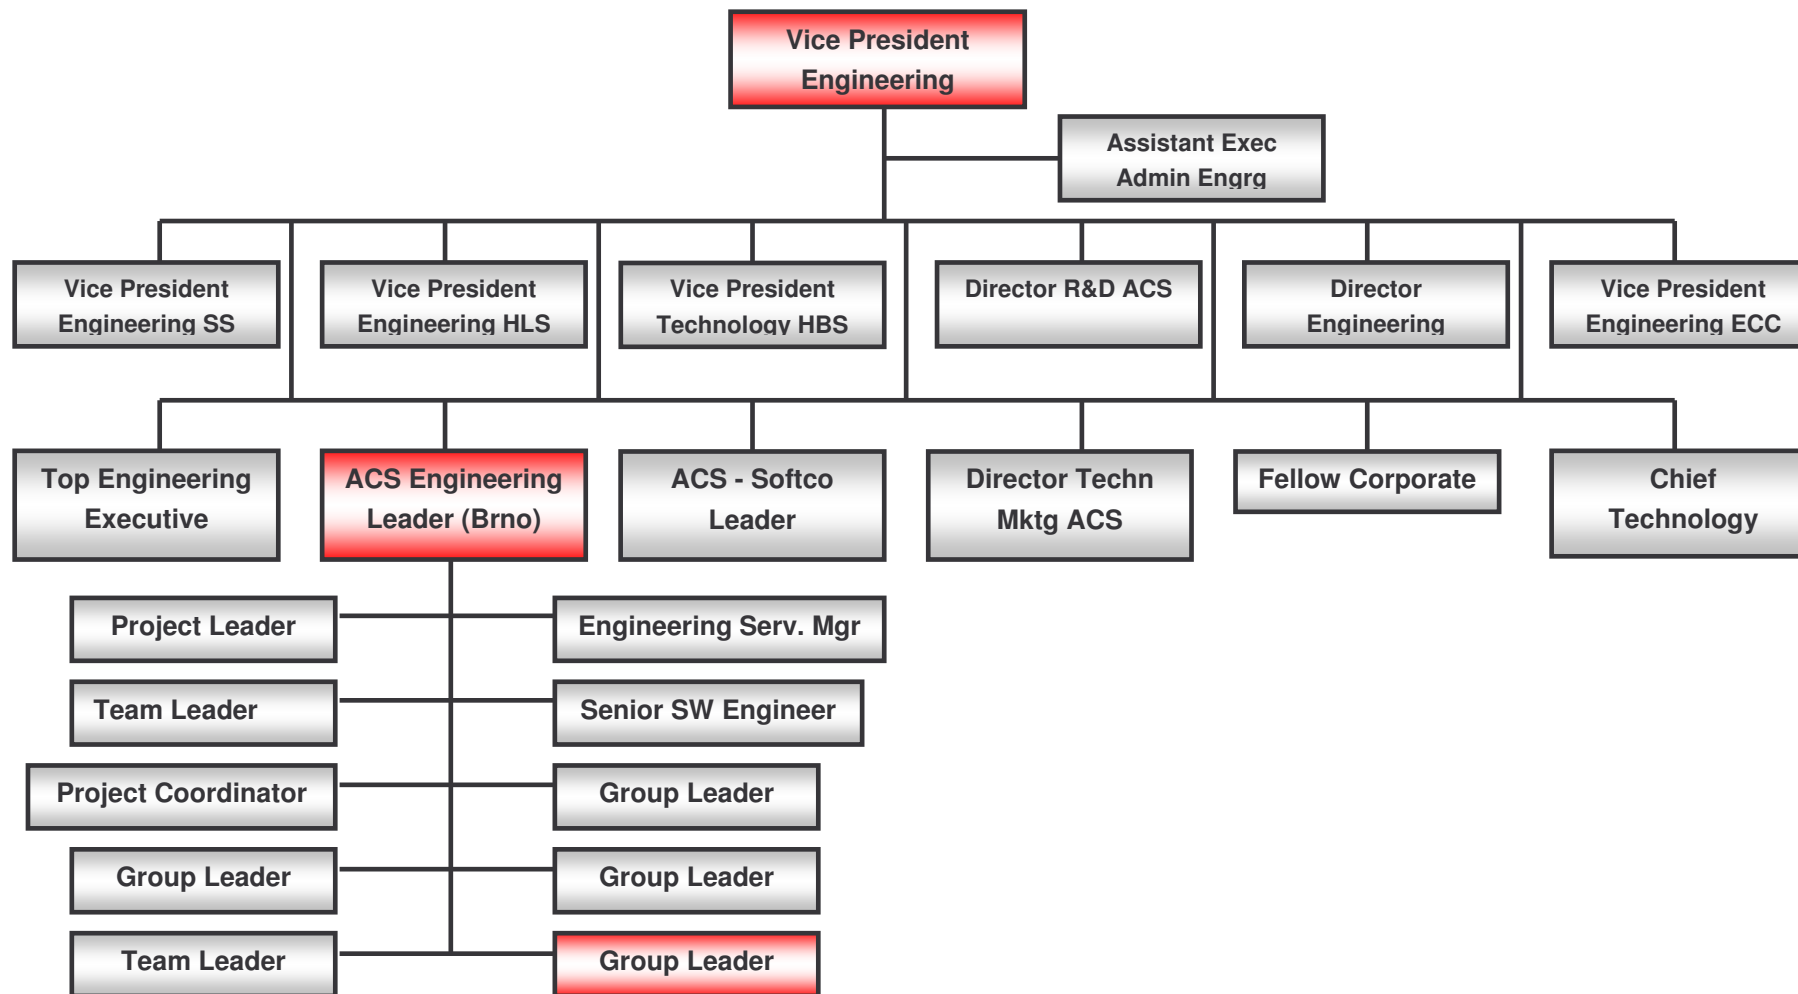 Vice President
Engineering
Assistant Exec
Admin Engrg
Vice President
Engineering SS
Vice President
Engineering HLS
Vice President
Technology HBS
Director R&D ACS
Director
Engineering
Vice President
Engineering ECC
Top Engineering
Executive
ACS Engineering
Leader (Brno)
ACS - Softco
Leader
Director Techn
Mktg ACS
Fellow Corporate
Chief
Technology
Project Leader
Engineering Serv. Mgr
Team Leader
Senior SW Engineer
Project Coordinator
Group Leader
Group Leader
Group Leader
Team Leader
Group Leader